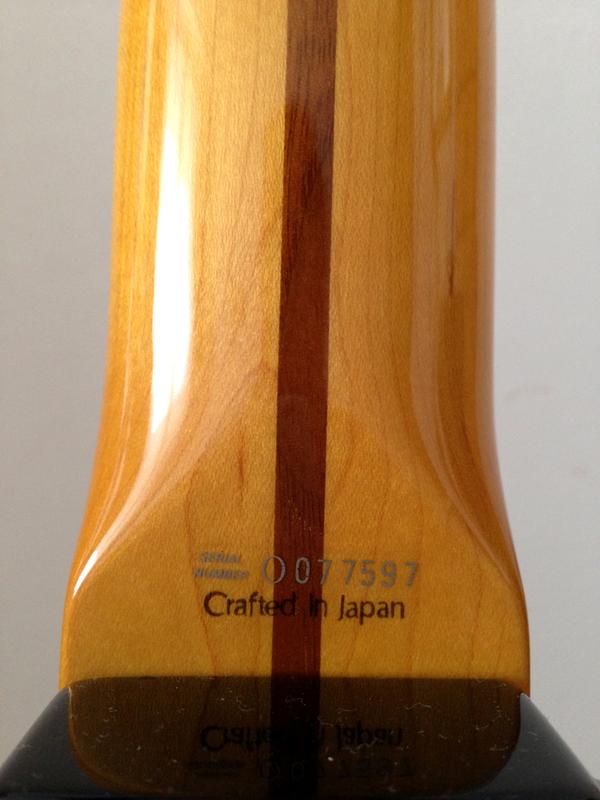 SERIAL
NUMBER O077597
Crafted in Japan